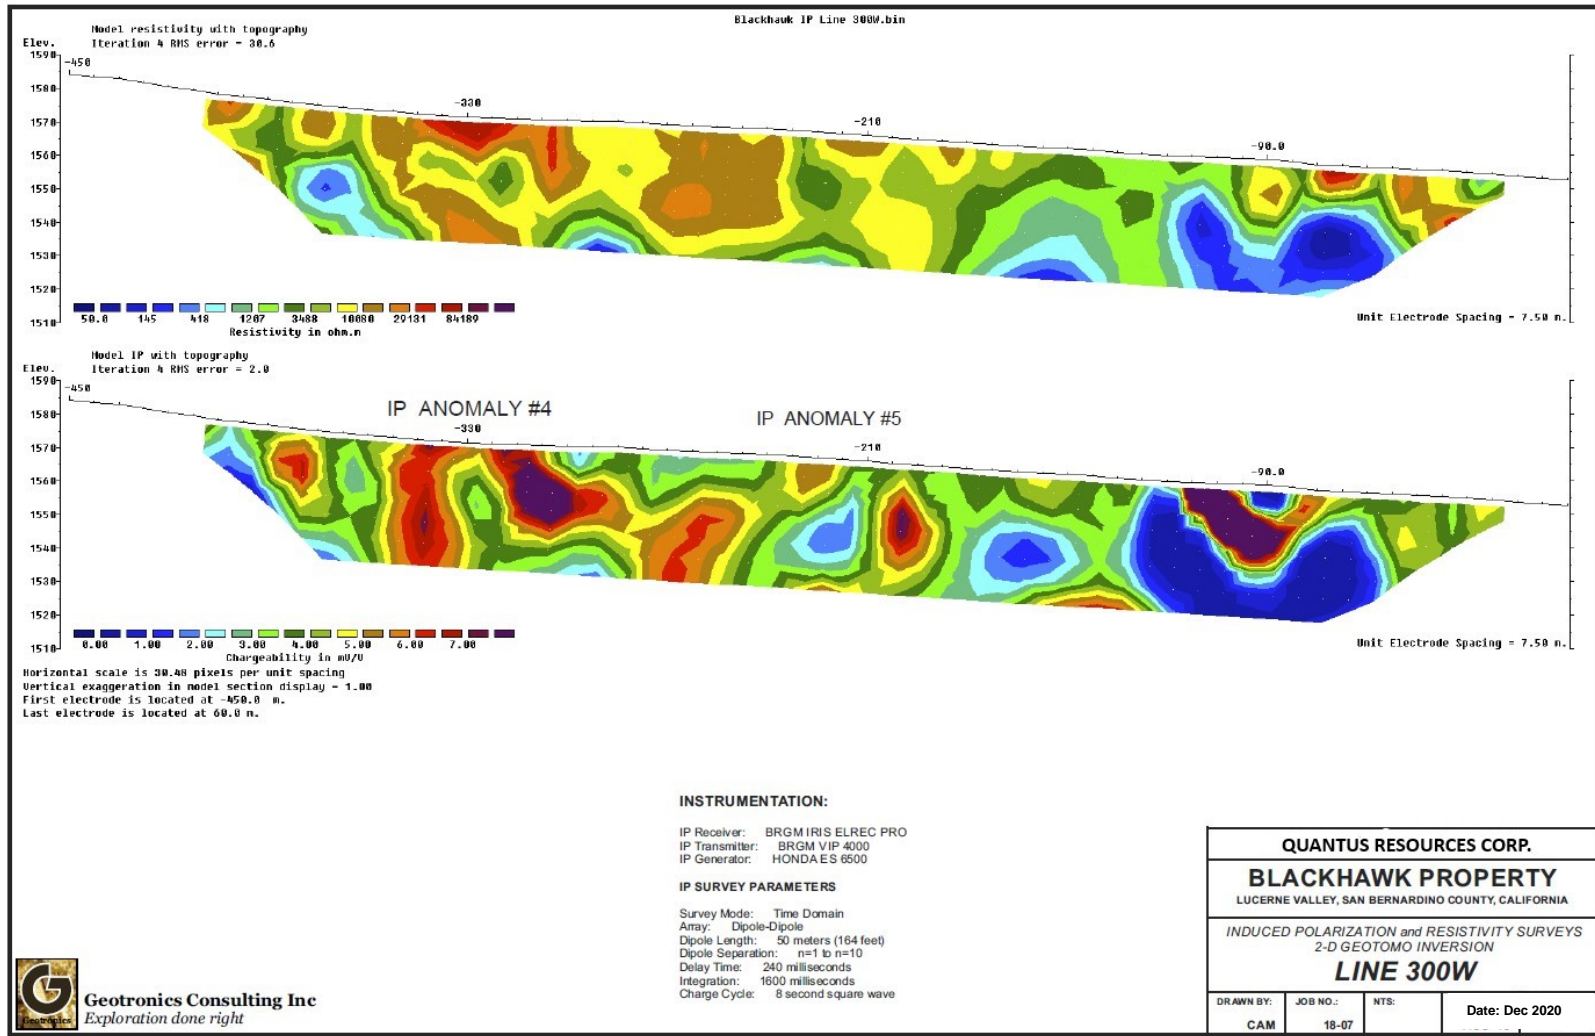 Blackhawk IP Line 300W.bin
Model resistivity with topography
Iteration 4 RMS error = 30.6
Elev.
1590
-450
1580
-330
1570
-210
1560
-90.0
1550
1540
1530
1520
1510
50.0 145 418 1207 3488 10080 29131 84189
Resistivity in ohm.m
Unit Electrode Spacing = 7.50 m.
Model IP with topography
Iteration 4 RMS error = 2.0
Elev.
1590
-450
IP ANOMALY #4
IP ANOMALY #5
1580
-330
1570
-210
1560
-90.0
1550
1540
1530
1520
1510
0.00 1.00 2.00 3.00 4.00 5.00 6.00 7.00
Chargeability in mV/V
Unit Electrode Spacing = 7.50 m.
Horizontal scale is 30.48 pixels per unit spacing
Vertical exaggeration in model section display = 1.00
First electrode is located at -450.0 m.
Last electrode is located at 60.0 m.
INSTRUMENTATION:
IP Receiver: BRGM IRIS ELREC PRO
IP Transmitter: BRGM VIP 4000
IP Generator: HONDA ES 6500
IP SURVEY PARAMETERS
Survey Mode: Time Domain
Array: Dipole-Dipole
Dipole Length: 50 meters (164 feet)
Dipole Separation: n=1 to n=10
Delay Time: 240 milliseconds
Integration: 1600 milliseconds
Charge Cycle: 8 second square wave
QUANTUS RESOURCES CORP.
BLACKHAWK PROPERTY
LUCERNE VALLEY, SAN BERNARDINO COUNTY, CALIFORNIA
INDUCED POLARIZATION and RESISTIVITY SURVEYS
2-D GEOTOMO INVERSION
LINE 300W
DRAWN BY: JOB NO.: NTS:
CAM 18-07 Date: Dec 2020
Geotronics
Geotronics Consulting Inc
Exploration done right